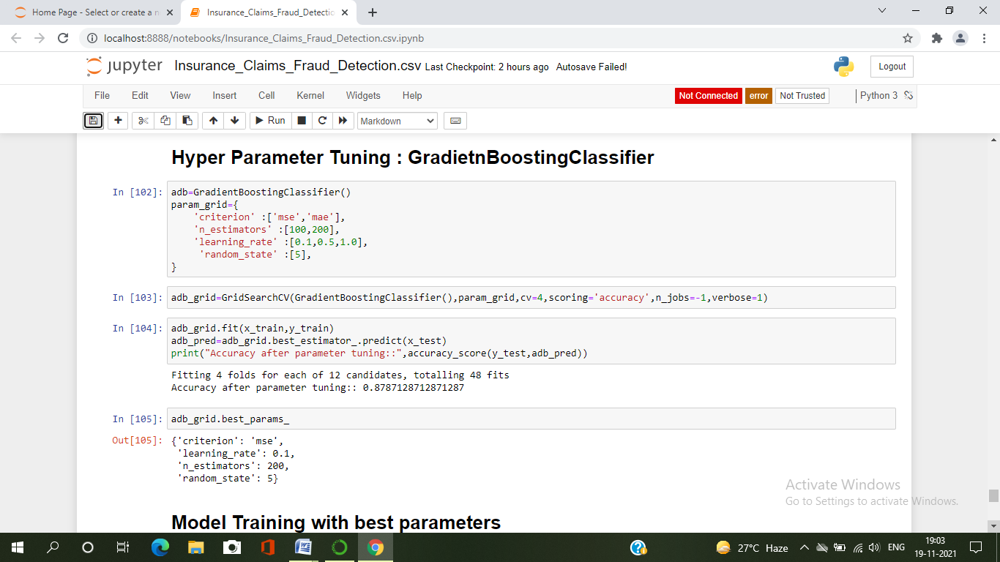 Home Page - Select or create a n
Insurance_Claims_Fraud_Detectio
localhost:8888/notebooks/Insurance_Claims_Fraud_Detection.csv.ipynb
jupyter Insurance_Claims_Fraud_Detection.csv Last Checkpoint: 2 hours ago Autosave Failed!
Logout
File Edit View Insert Cell Kernel Widgets Help
Not Connected error Not Trusted Python 3
Run Markdown
Hyper Parameter Tuning : GradietnBoostingClassifier
In [102]: adb=GradientBoostingClassifier()
param_grid={
'criterion' :['mse','mae'],
'n_estimators' :[100,200],
'learning_rate' :[0.1,0.5,1.0],
'random_state' :[5],
}
In [103]: adb_grid=GridSearchCV(GradientBoostingClassifier(),param_grid,cv=4,scoring='accuracy',n_jobs=-1,verbose=1)
In [104]: adb_grid.fit(x_train,y_train)
adb_pred=adb_grid.best_estimator_.predict(x_test)
print("Accuracy after parameter tuning::",accuracy_score(y_test,adb_pred))
Fitting 4 folds for each of 12 candidates, totalling 48 fits
Accuracy after parameter tuning:: 0.8787128712871287
In [105]: adb_grid.best_params_
Out[105]: {'criterion': 'mse',
'learning_rate': 0.1,
'n_estimators': 200,
'random_state': 5}
Activate Windows
Go to Settings to activate Windows.
Model Training with best parameters
27°C Haze
ENG
19:03
19-11-2021